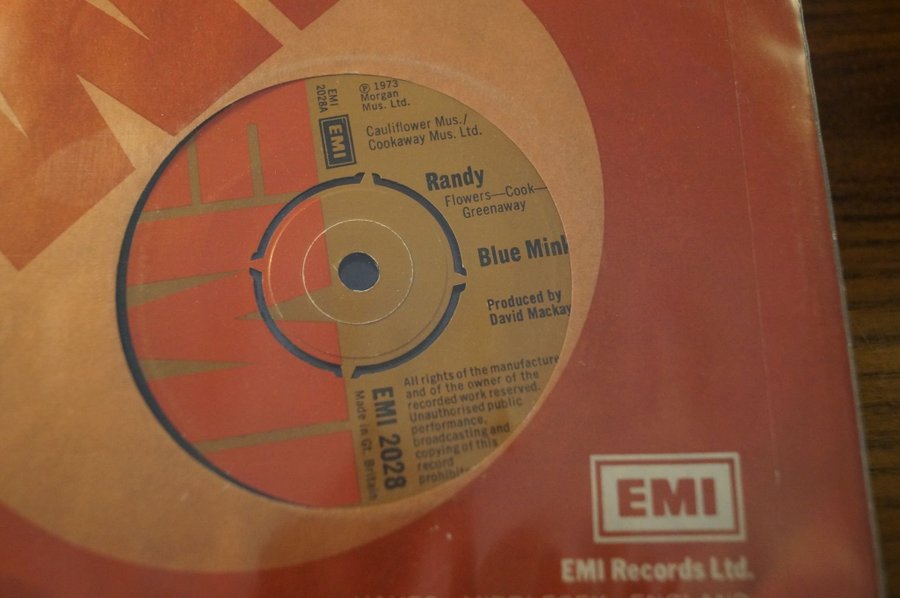 EMI
2028A
EMI
Ⓟ 1973
Morgan
Mus. Ltd.
Cauliflower Mus./
Cookaway Mus. Ltd.
Randy
Flowers—Cook—
Greenaway
Blue Mink
Produced by
David Mackay
All rights of the manufacture
and of the owner of the
recorded work reserved.
Unauthorised public
performance,
broadcasting and
copying of this
record
prohibite
EMI 2028
Made in Gt. Britain
EMI
EMI Records Ltd.